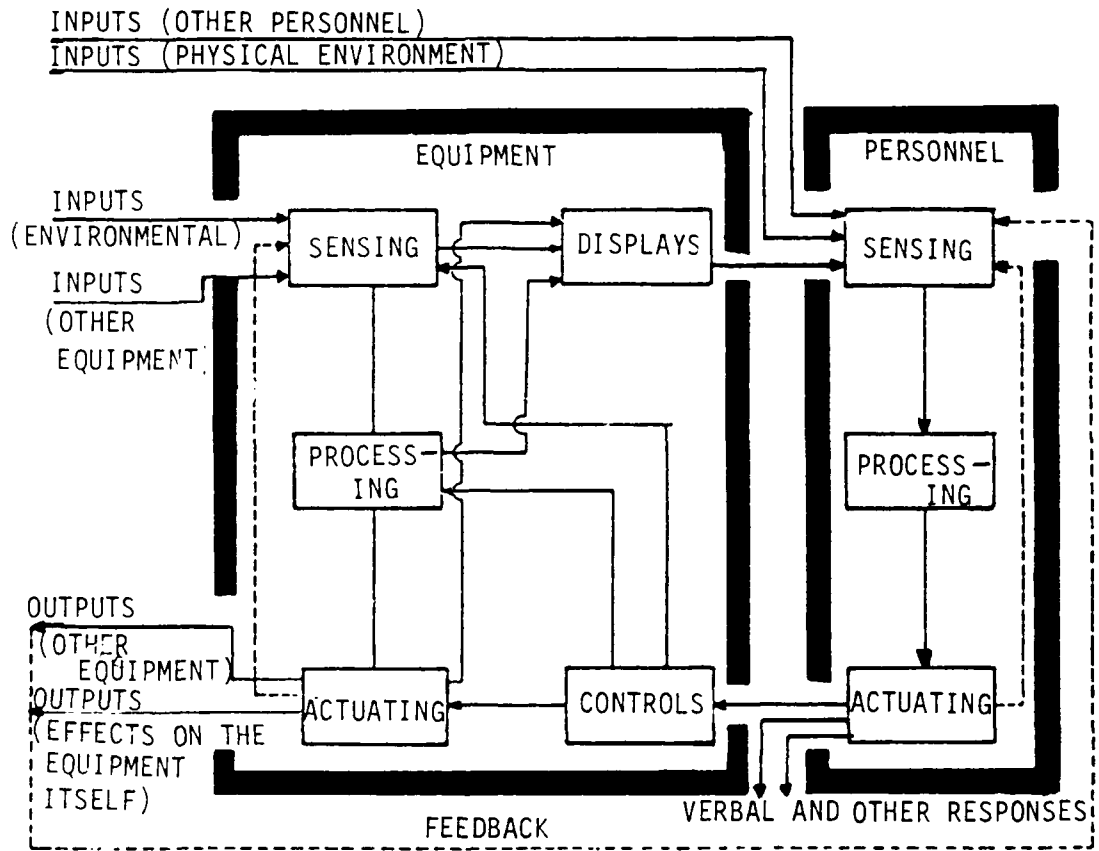 INPUTS (OTHER PERSONNEL)
INPUTS (PHYSICAL ENVIRONMENT)
EQUIPMENT
PERSONNEL
INPUTS
(ENVIRONMENTAL)
INPUTS
(OTHER
EQUIPMENT)
SENSING
DISPLAYS
SENSING
PROCESS-
ING
PROCESS-
ING
OUTPUTS
(OTHER
EQUIPMENT)
OUTPUTS
(EFFECTS ON THE
EQUIPMENT
ITSELF)
ACTUATING
CONTROLS
ACTUATING
VERBAL AND OTHER RESPONSES
FEEDBACK